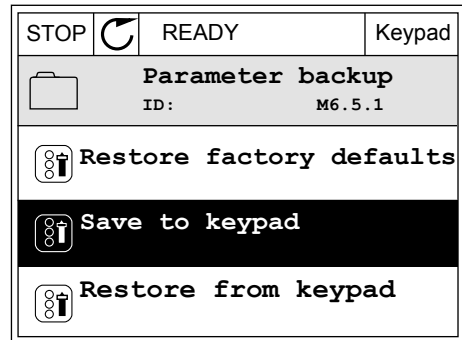 STOP READY Keypad
Parameter backup
ID: M6.5.1
Restore factory defaults
Save to keypad
Restore from keypad